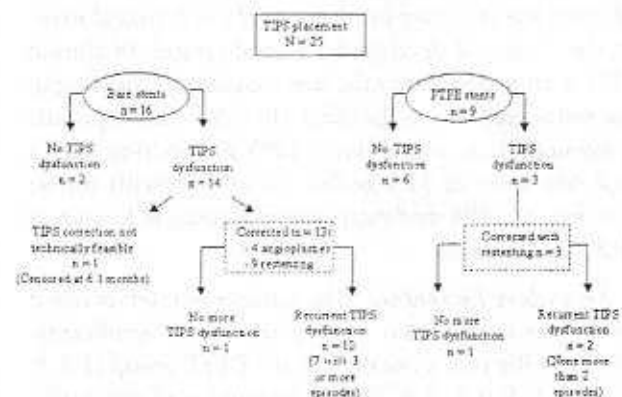 TIPS placement
N = 25
Bare stents
n = 16
No TIPS
dysfunction
n = 2
TIPS
dysfunction
n = 14
TIPS correction not
technically feasible
n = 1
(Censored at 6.1 months)
Corrected n = 13:
- 4 angioplasties
- 9 restenting
No more
TIPS dysfunction
n = 1
Recurrent TIPS
dysfunction
n = 12
(7 with 3
or more
episodes)
PTFE stents
n = 9
No TIPS
dysfunction
n = 6
TIPS
dysfunction
n = 3
Corrected with
restenting n = 3
No more
TIPS dysfunction
n = 1
Recurrent TIPS
dysfunction
n = 2
(None more
than 2
episodes)